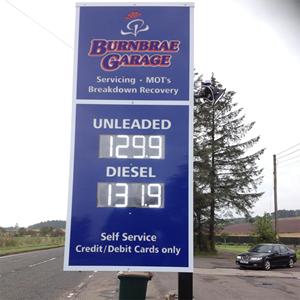 BURNBRAE
GARAGE
Servicing - MOT's
Breakdown Recovery
UNLEADED
129.9
DIESEL
131.9
Self Service
Credit/Debit Cards only